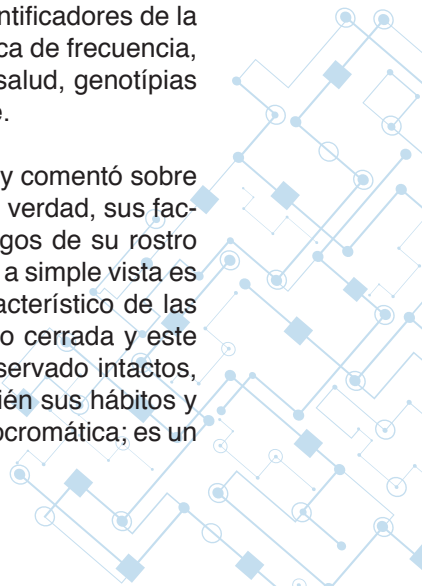 ntificadores de la
ca de frecuencia,
salud, genotípias
e.
y comentó sobre
verdad, sus fac-
gos de su rostro
a simple vista es
racterístico de las
o cerrada y este
servado intactos,
ién sus hábitos y
ocromática; es un